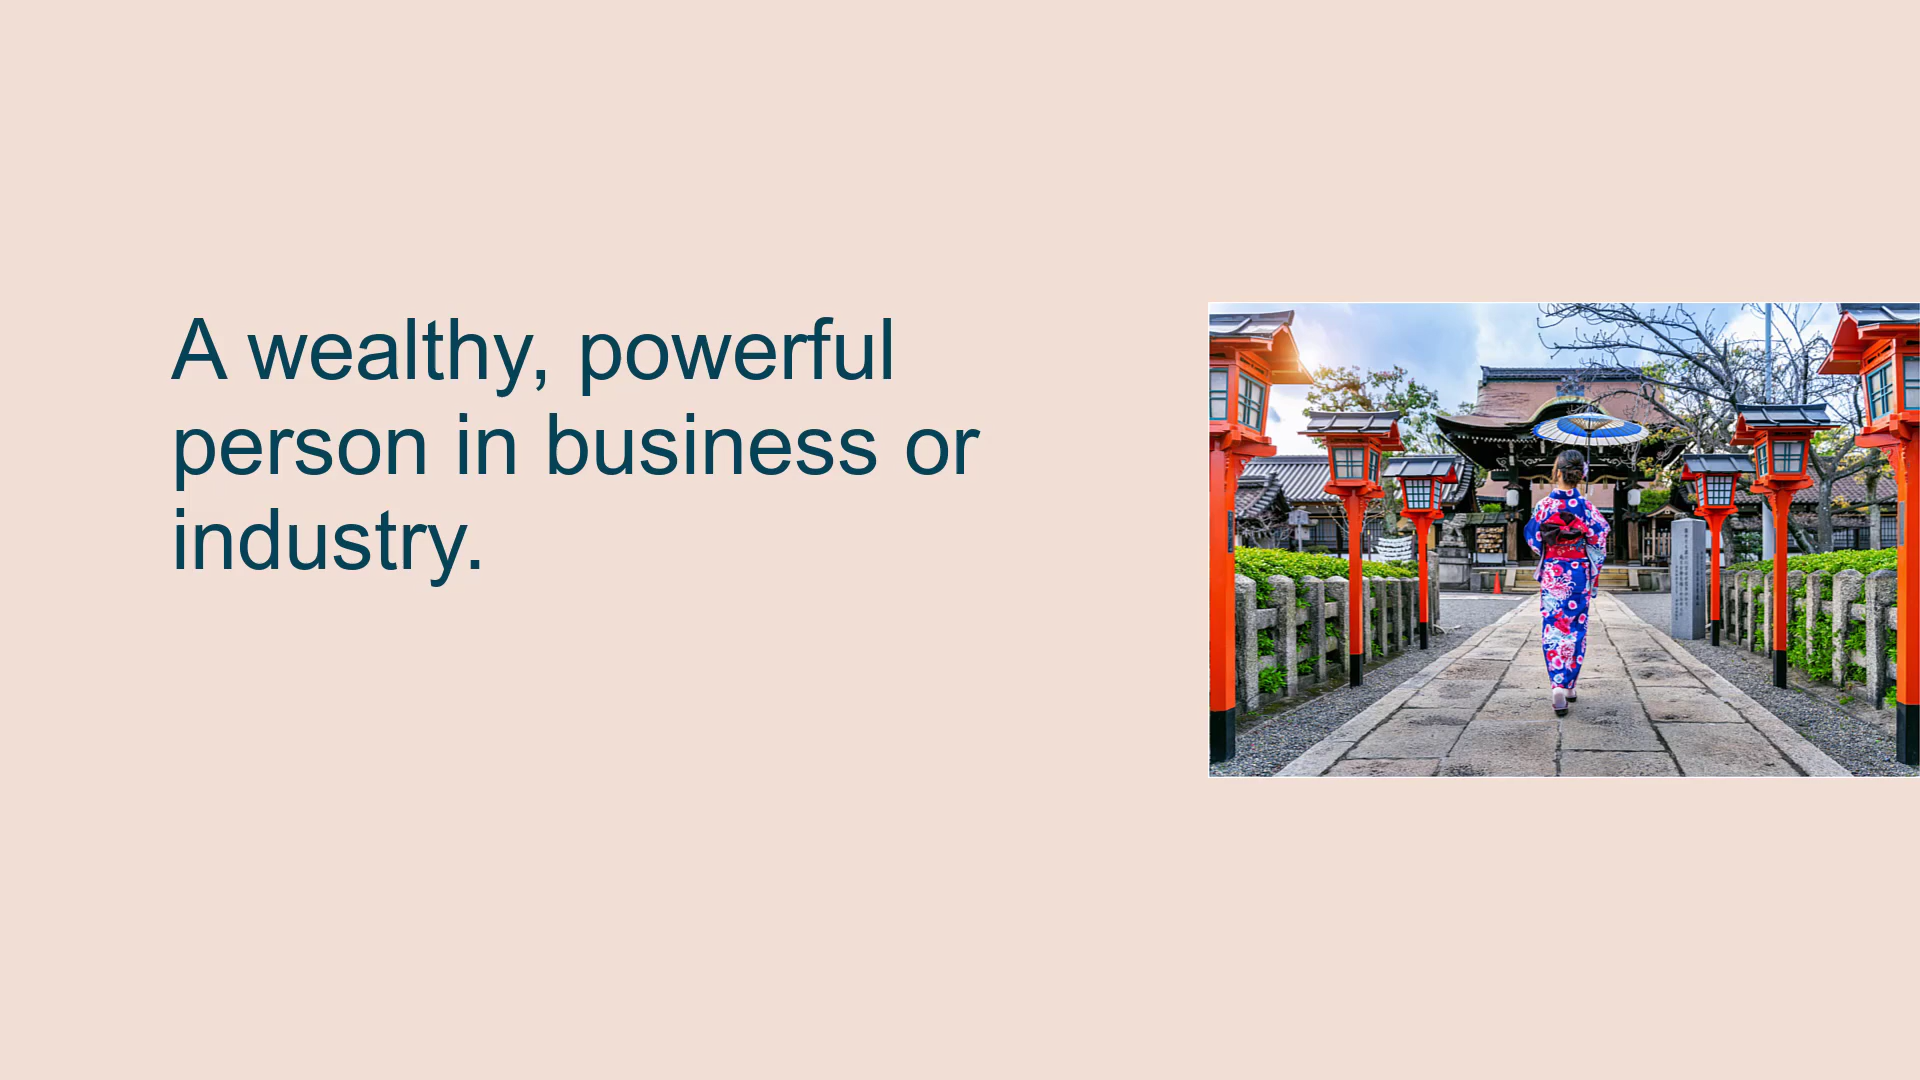 A wealthy, powerful
person in business or
industry.